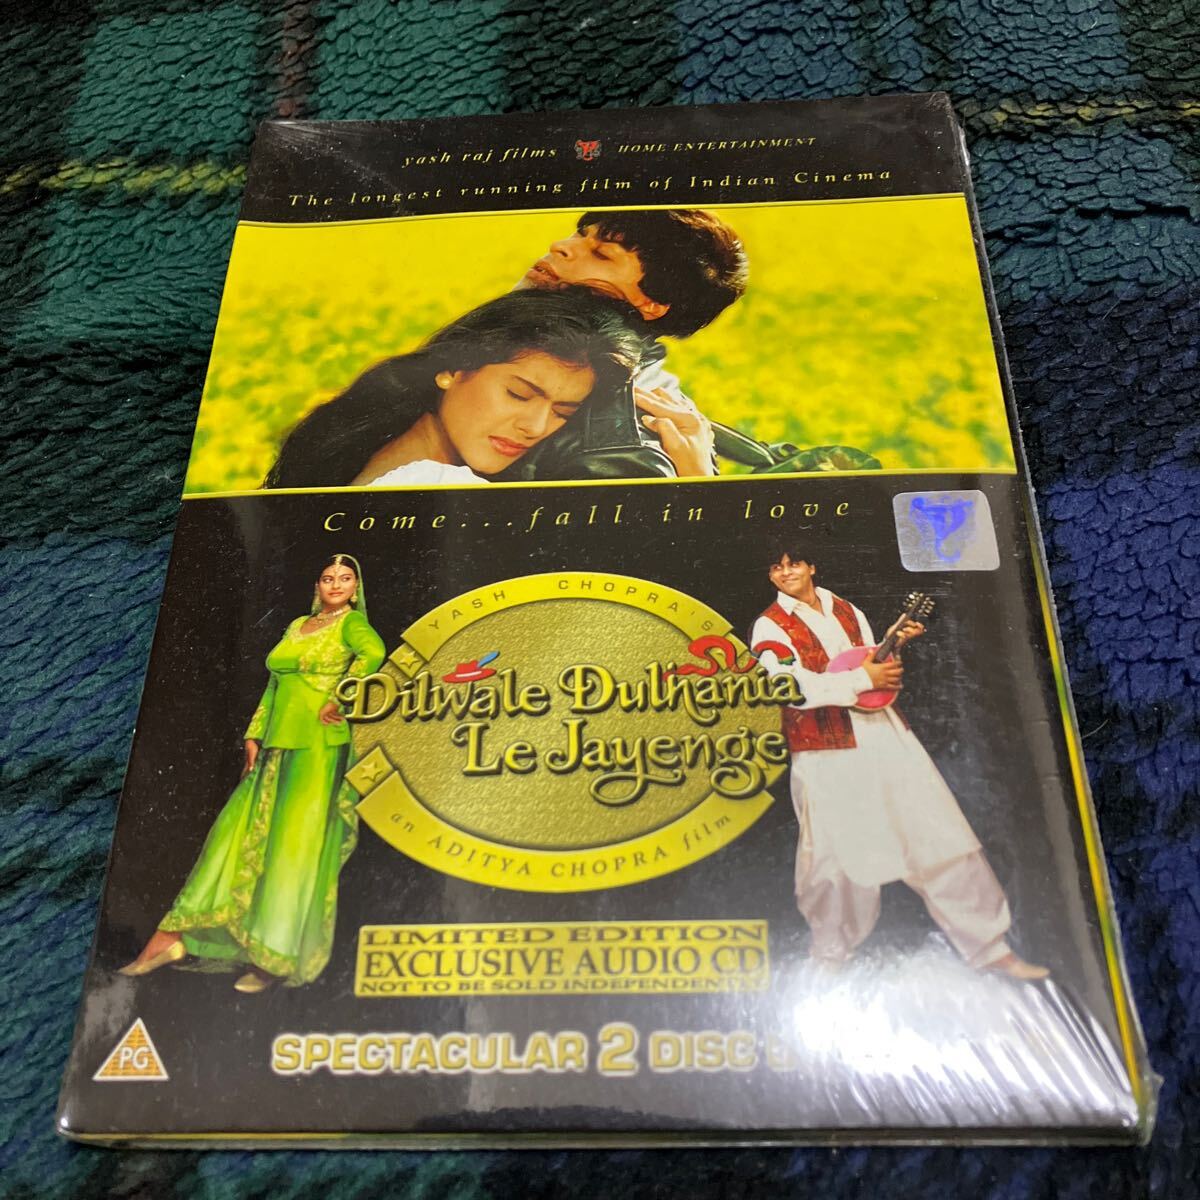 yash raj films HOME ENTERTAINMENT
The longest running film of Indian Cinema
Come...fall in love
YASH CHOPRA'S
Dilwale Dulhania
Le Jayenge
an ADITYA CHOPRA film
LIMITED EDITION
EXCLUSIVE AUDIO CD
NOT TO BE SOLD INDEPENDENTLY
PG
SPECTACULAR 2 DISC